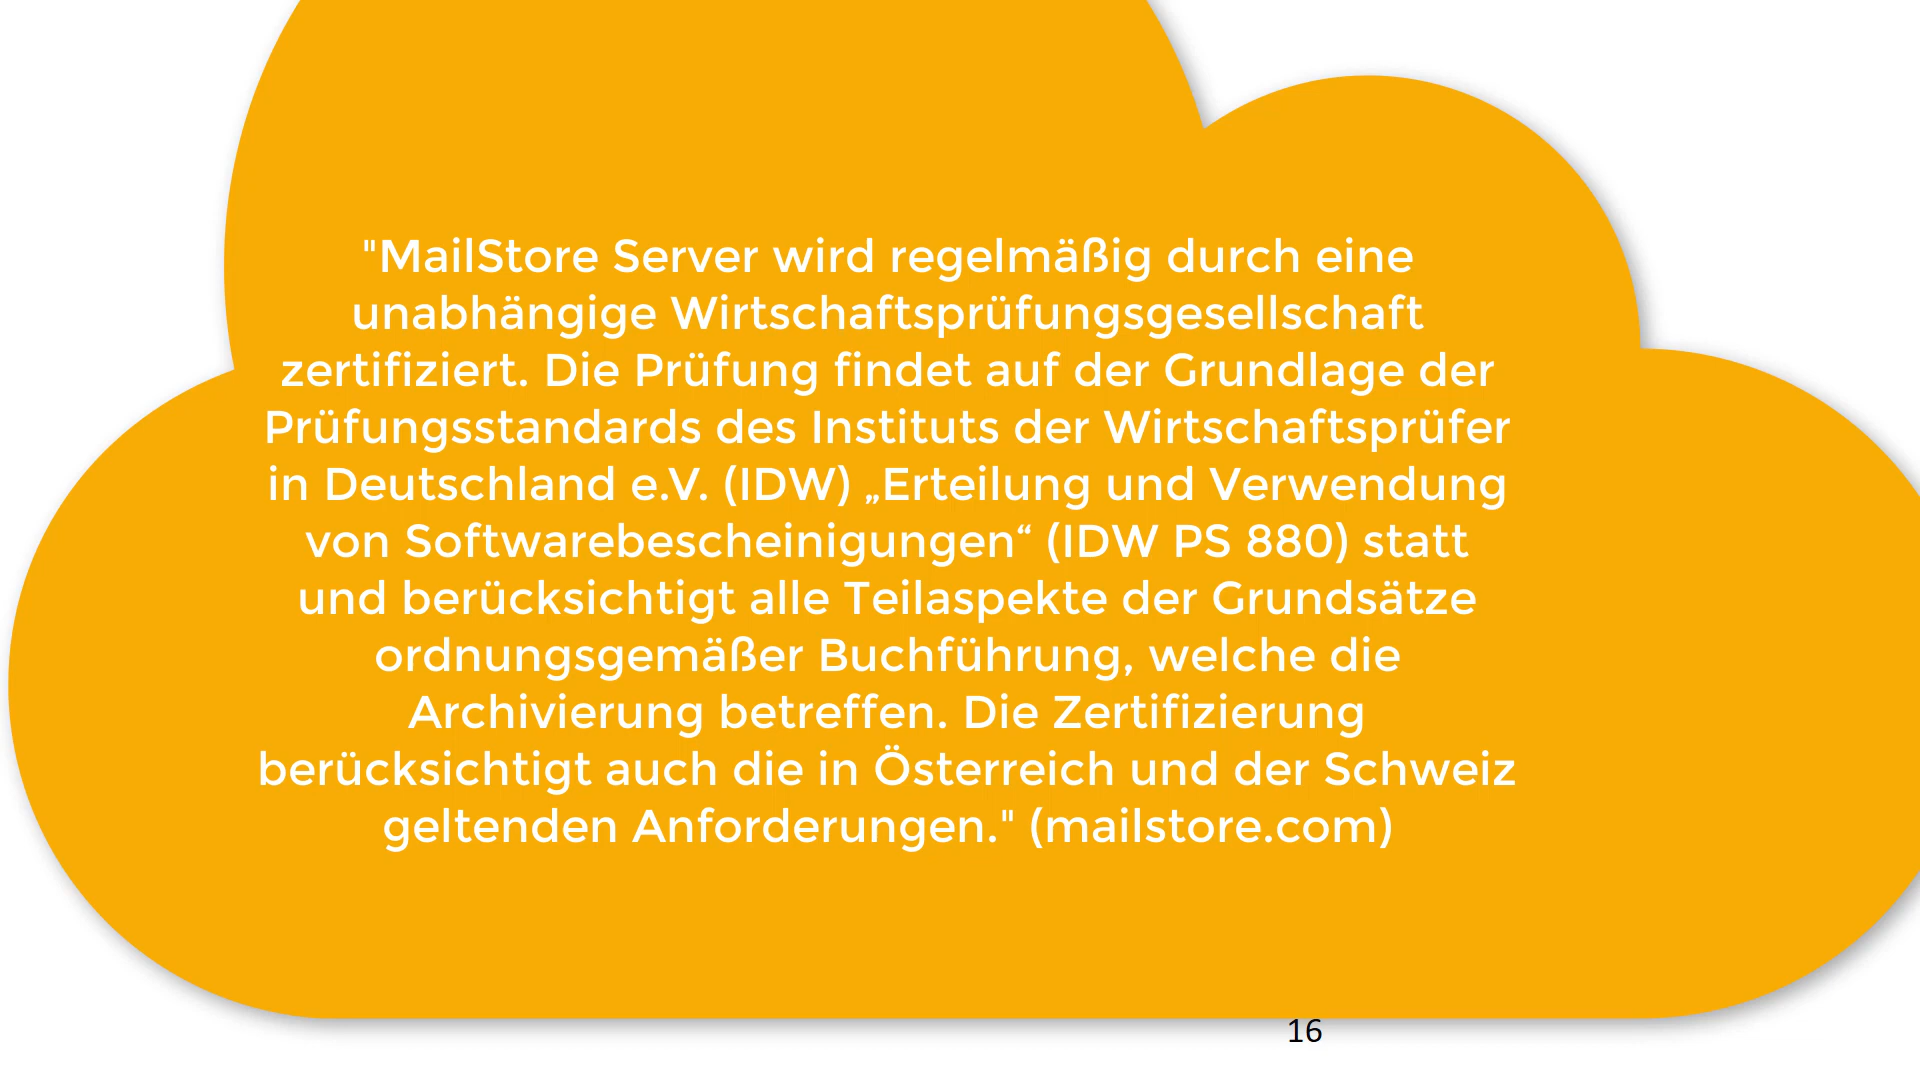 "MailStore Server wird regelmäßig durch eine
unabhängige Wirtschaftsprüfungsgesellschaft
zertifiziert. Die Prüfung findet auf der Grundlage der
Prüfungsstandards des Instituts der Wirtschaftsprüfer
in Deutschland e.V. (IDW) „Erteilung und Verwendung
von Softwarebescheinigungen“ (IDW PS 880) statt
und berücksichtigt alle Teilaspekte der Grundsätze
ordnungsgemäßer Buchführung, welche die
Archivierung betreffen. Die Zertifizierung
berücksichtigt auch die in Österreich und der Schweiz
geltenden Anforderungen." (mailstore.com)
16